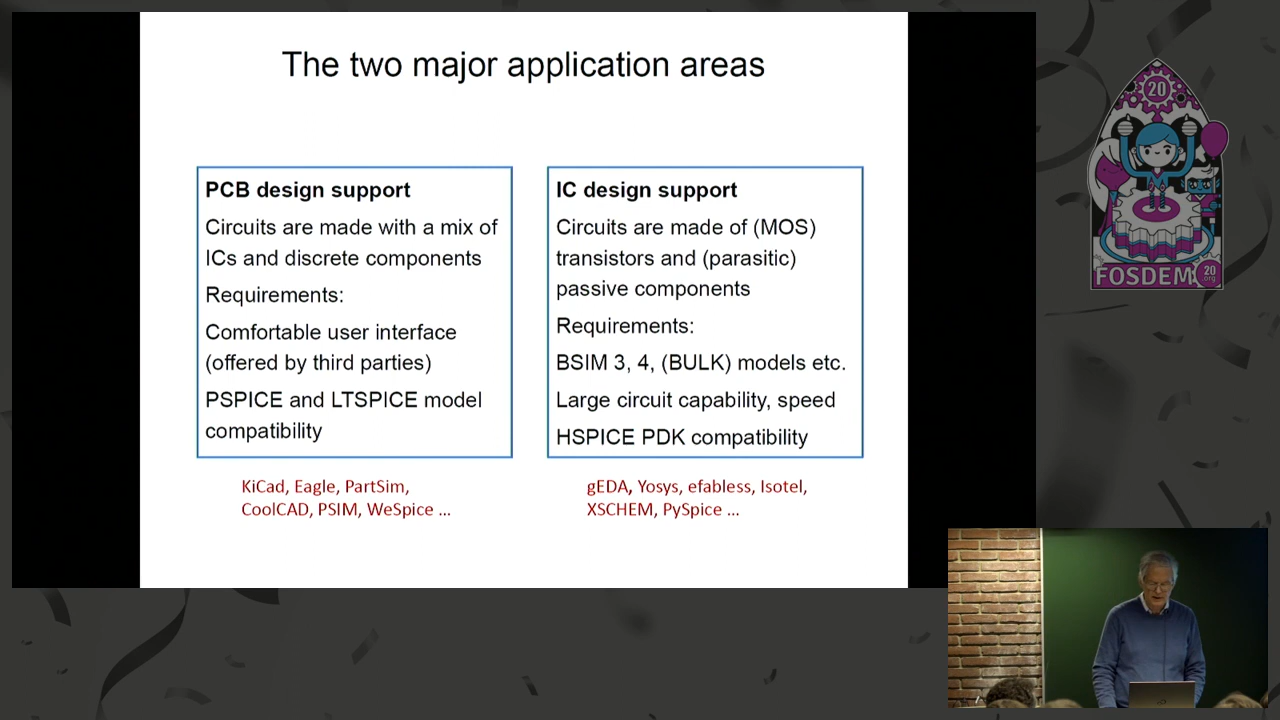 The two major application areas
PCB design support
Circuits are made with a mix of
ICs and discrete components
Requirements:
Comfortable user interface
(offered by third parties)
PSPICE and LTSPICE model
compatibility
KiCad, Eagle, PartSim,
CoolCAD, PSIM, WeSpice ...
IC design support
Circuits are made of (MOS)
transistors and (parasitic)
passive components
Requirements:
BSIM 3, 4, (BULK) models etc.
Large circuit capability, speed
HSPICE PDK compatibility
gEDA, Yosys, efabless, Isotel,
XSCHEM, PySpice ...
20
FOSDEM
20
.org